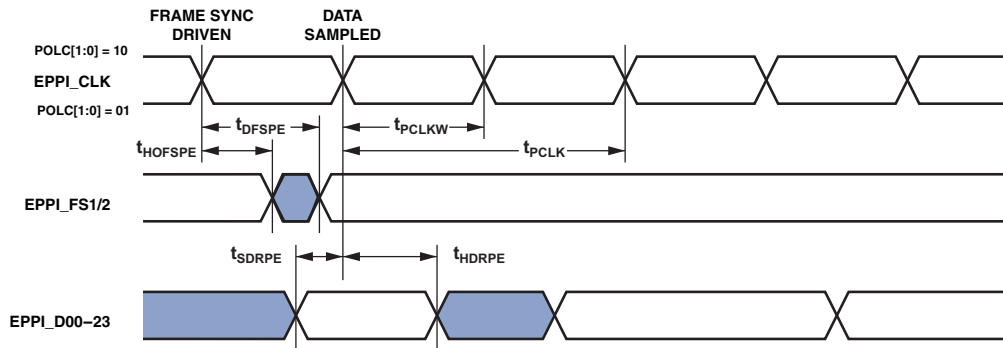 FRAME SYNC
DRIVEN
DATA
SAMPLED
POLC[1:0] = 10
EPPI_CLK
POLC[1:0] = 01
tDFSPE
tPCLKW
tHOFSPE
tPCLK
EPPI_FS1/2
tSDRPE
tHDRPE
EPPI_D00–23